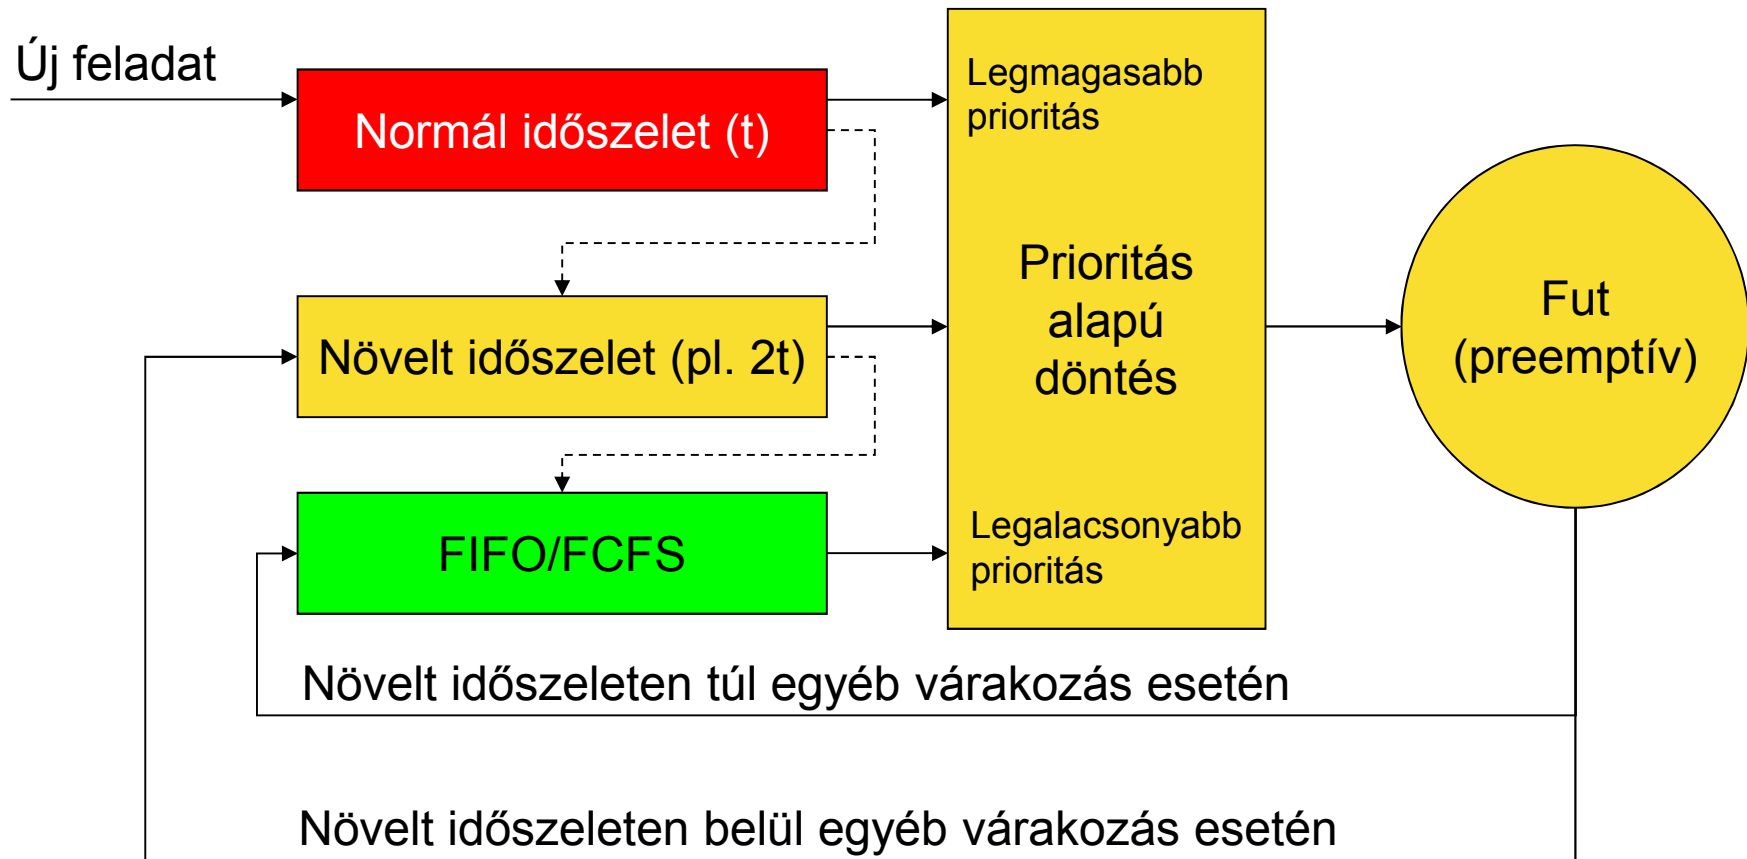 Új feladat
Normál időszelet (t)
Legmagasabb
prioritás
Prioritás
alapú
döntés
Növelt időszelet (pl. 2t)
Fut
(preemptív)
FIFO/FCFS
Legalacsonyabb
prioritás
Növelt időszeleten túl egyéb várakozás esetén
Növelt időszeleten belül egyéb várakozás esetén